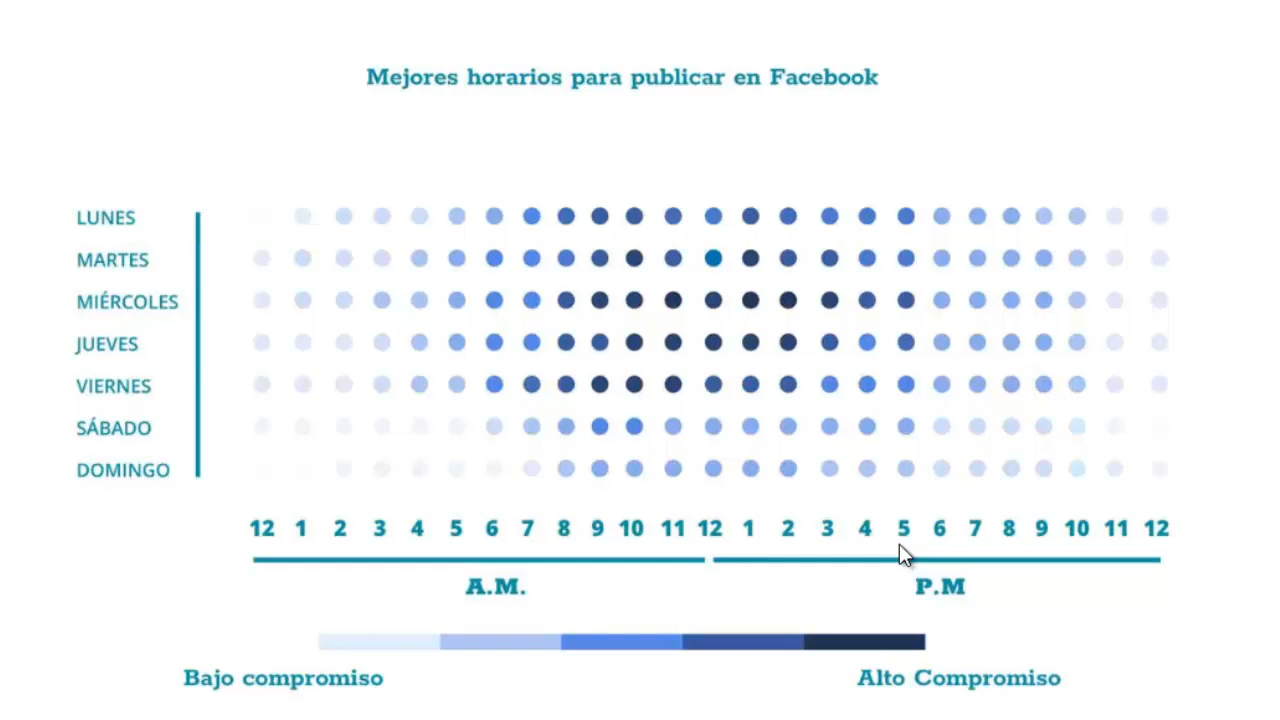 Mejores horarios para publicar en Facebook
LUNES
MARTES
MIÉRCOLES
JUEVES
VIERNES
SÁBADO
DOMINGO
12 1 2 3 4 5 6 7 8 9 10 11 12 1 2 3 4 5 6 7 8 9 10 11 12
A.M. P.M
Bajo compromiso Alto Compromiso